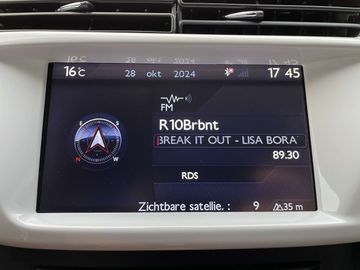 16°C 28 okt 2024 17 45
FM
R10Brbnt
BREAK IT OUT - LISA BORA
89.30
RDS
E S
N W
Zichtbare satellie. : 9 35 m